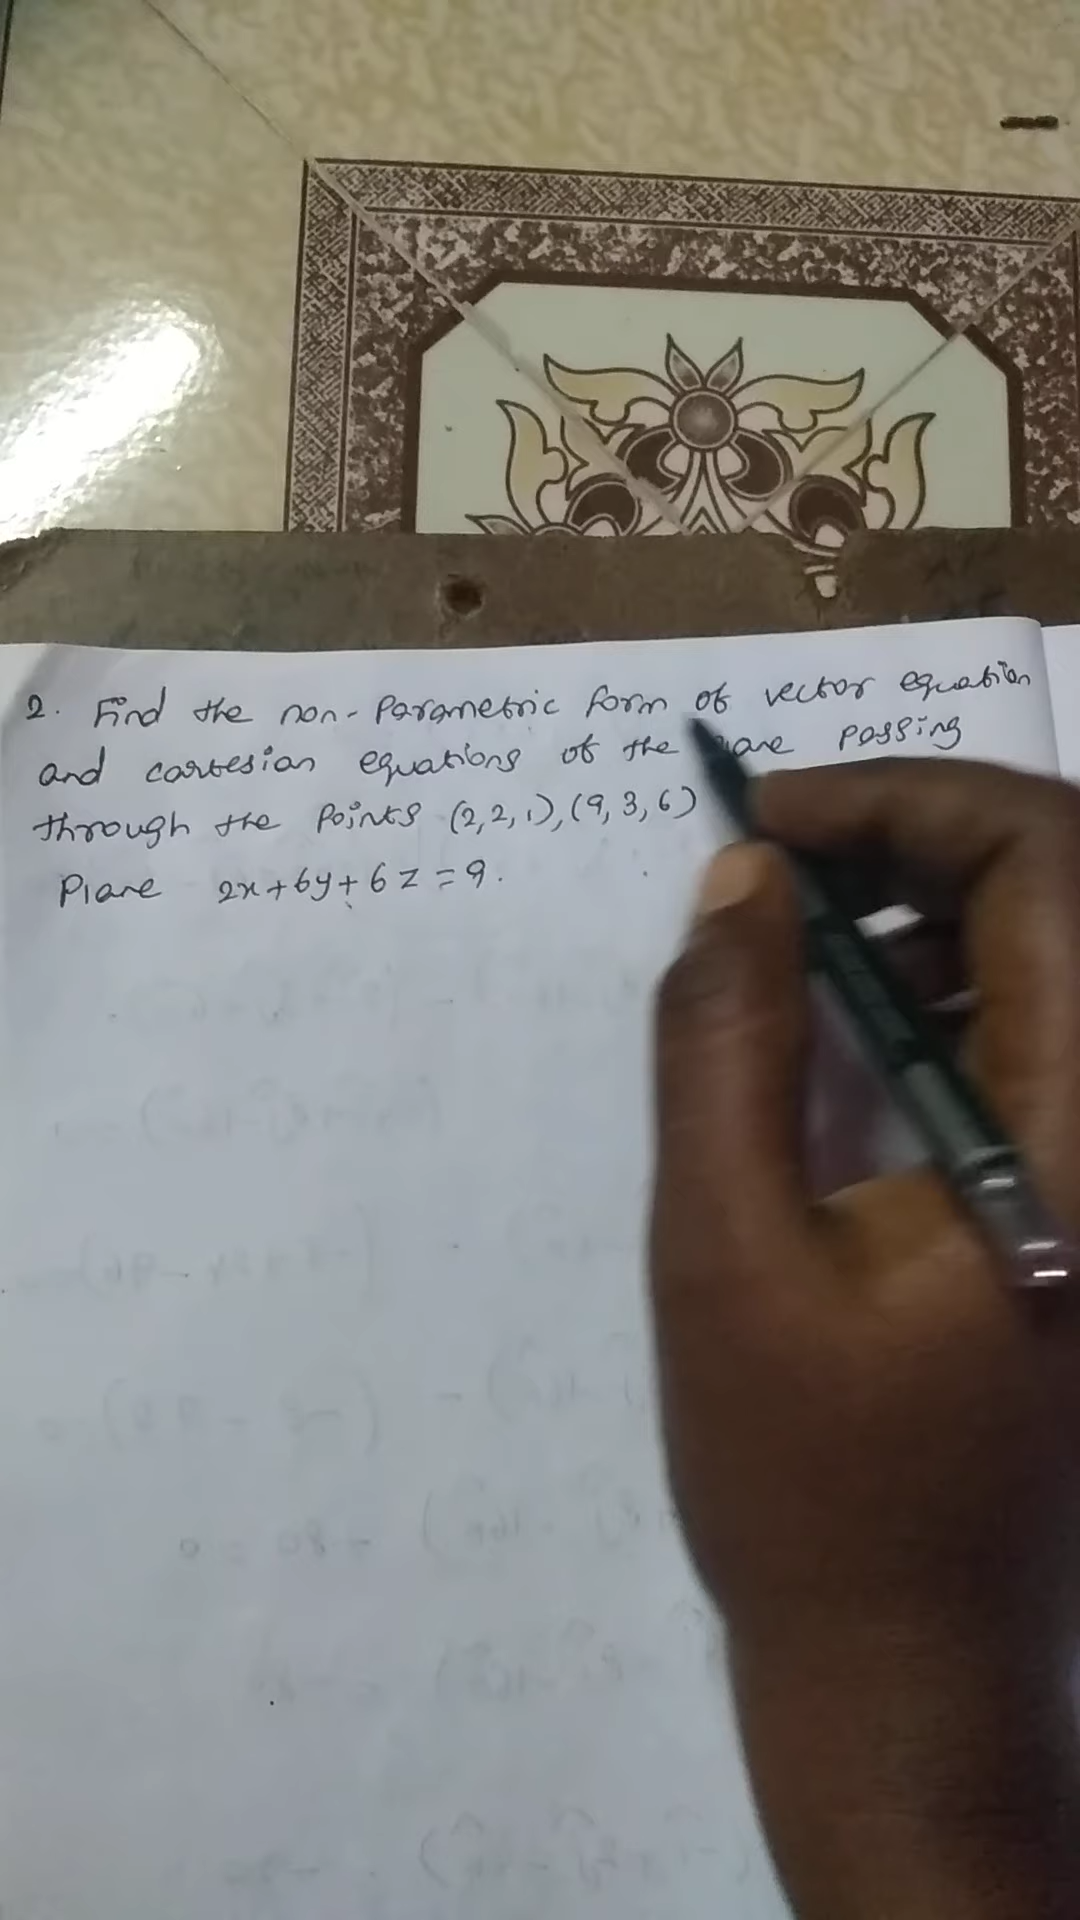 2. Find the non-Parametric form of vector equation
and cartesian equations of the passing
through the Points (2,2,1),(9,3,6)
Plane 2x+6y+6z=9.